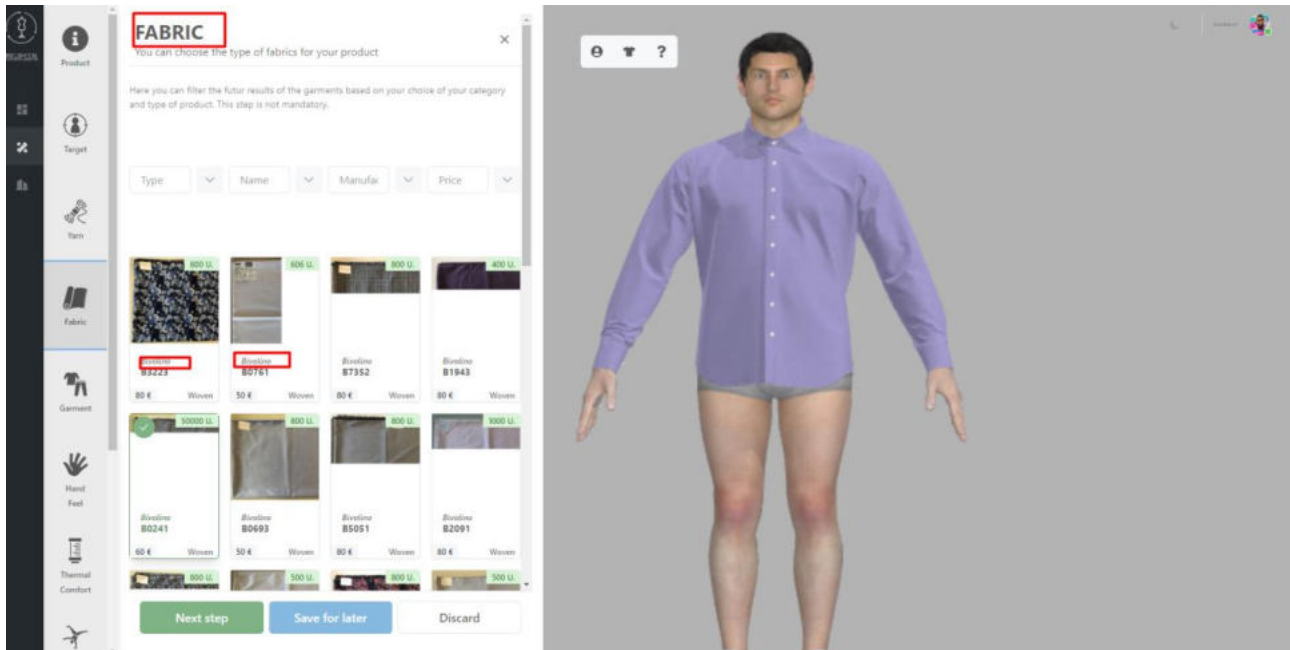 Product
Target
Yarn
Fabric
Garment
Hand
Feel
Thermal
Comfort
FABRIC
You can choose the type of fabrics for your product
Here you can filter the futur results of the garments based on your choice of your category
and type of product. This step is not mandatory.
Type Name Manufac Price
800 U. 606 U. 800 U. 400 U.
Bivolino Bivolino Bivolino Bivolino
B3223 B0761 B7352 B1943
80 € Woven 50 € Woven 80 € Woven 80 € Woven
50000 U. 800 U. 800 U. 1000 U.
Bivolino Bivolino Bivolino Bivolino
B0241 B0693 B5051 B2091
60 € Woven 50 € Woven 80 € Woven 80 € Woven
800 U. 500 U. 800 U. 500 U.
Next step Save for later Discard
?